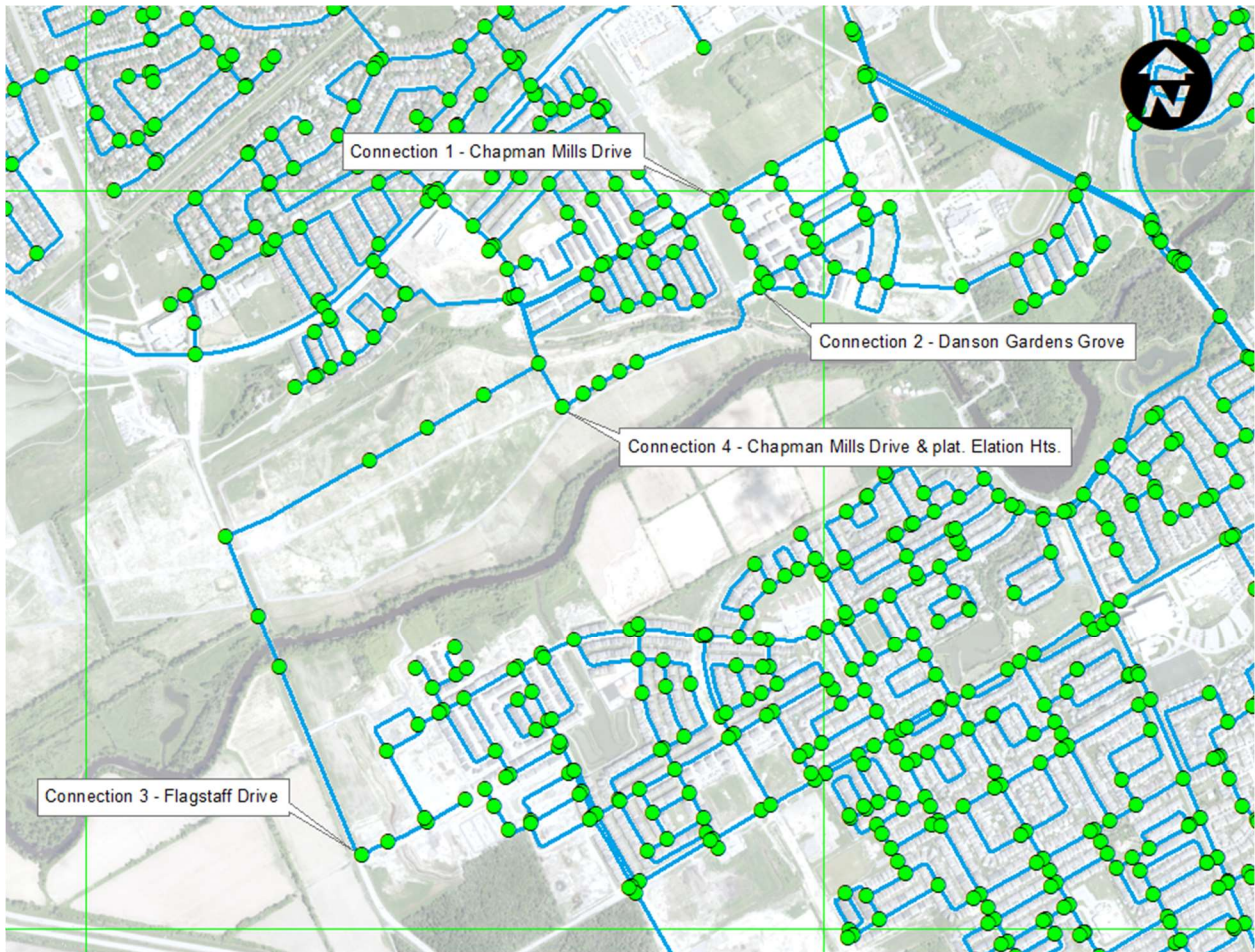 N
Connection 1 - Chapman Mills Drive
Connection 2 - Danson Gardens Grove
Connection 4 - Chapman Mills Drive & plat. Elation Hts.
Connection 3 - Flagstaff Drive